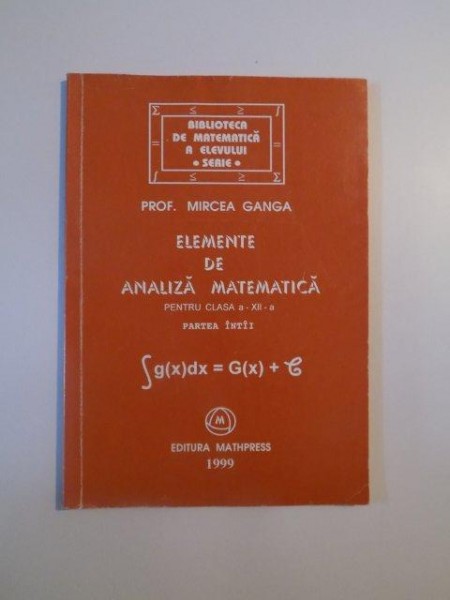 Σ ≤ ≥ ∫
BIBLIOTECA
DE MATEMATICĂ
= A ELEVULUI =
• SERIE •
∫ ≤ ≥ Σ
PROF. MIRCEA GANGA
ELEMENTE
DE
ANALIZĂ MATEMATICĂ
PENTRU CLASA a - XII - a
PARTEA ÎNTÎI
∫g(x)dx = G(x) + C
M
EDITURA MATHPRESS
1999